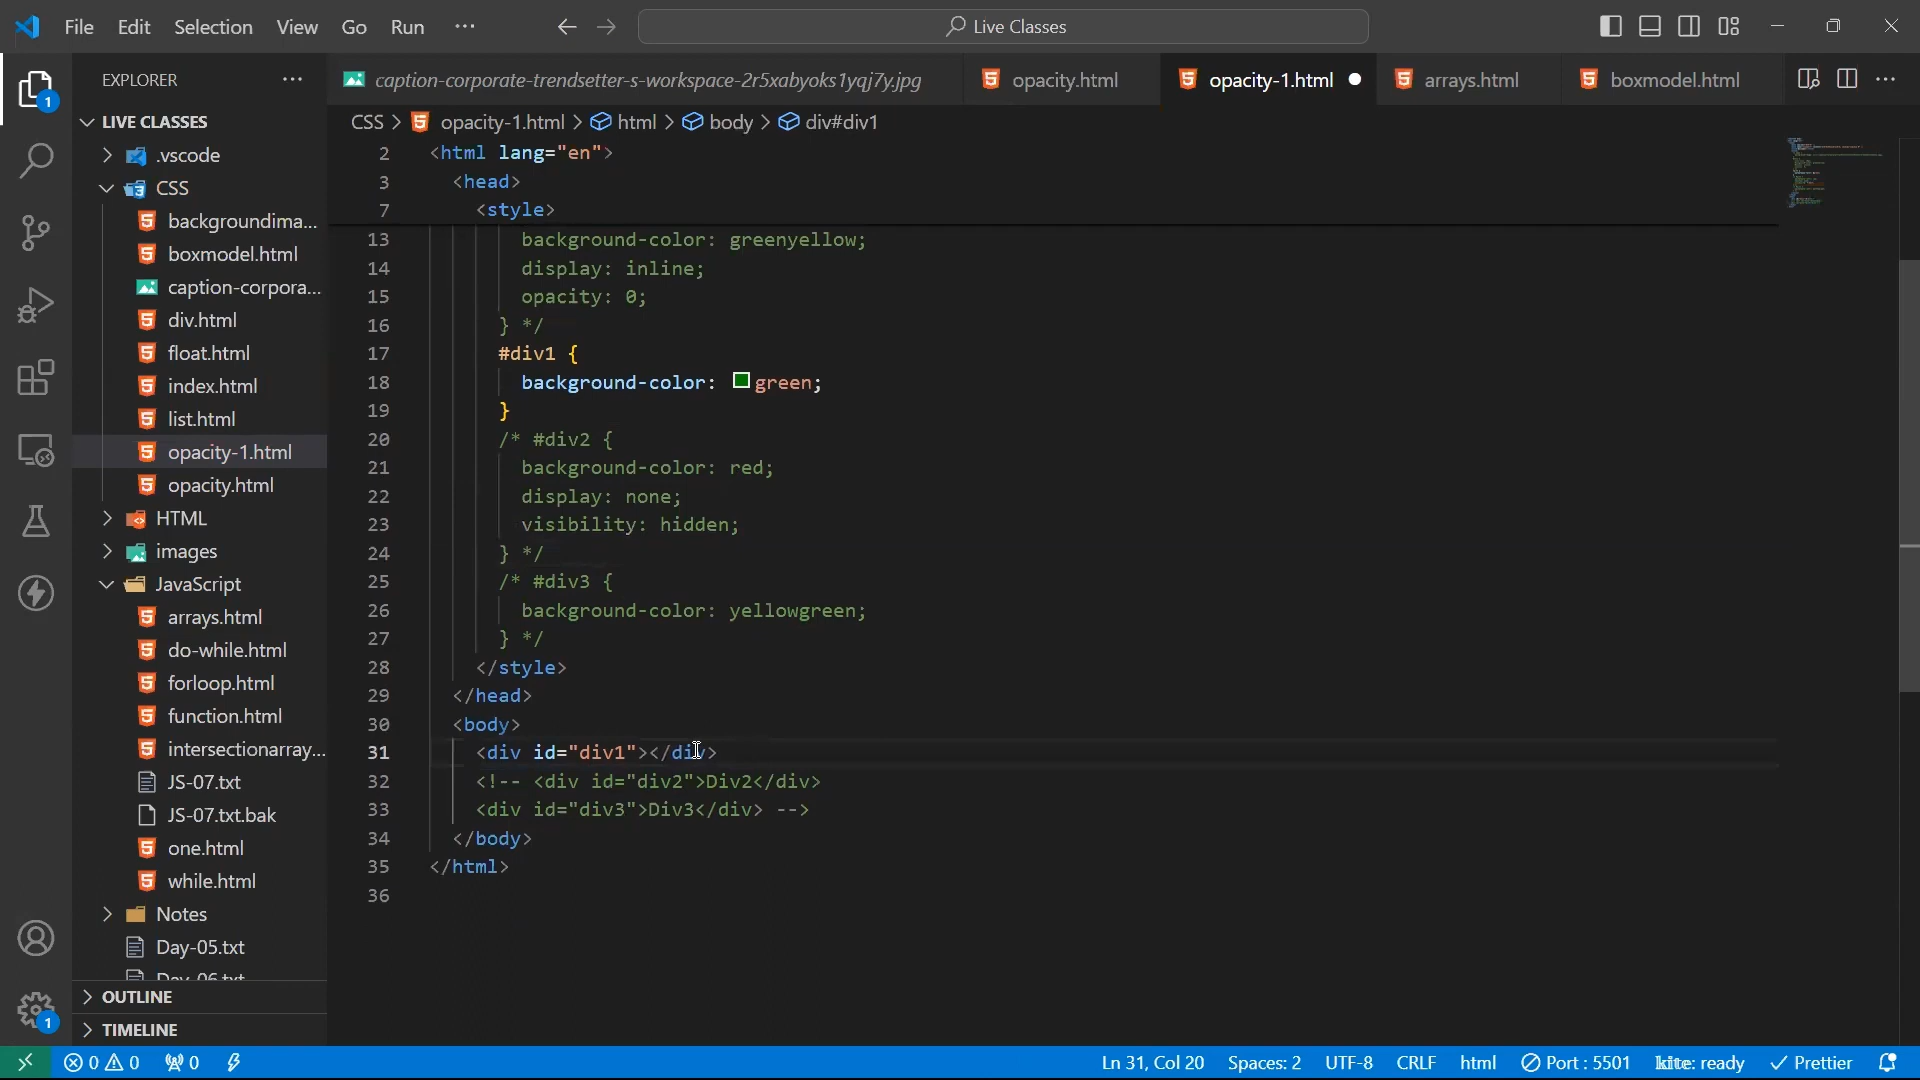 File Edit Selection View Go Run ··· Live Classes
EXPLORER ···
LIVE CLASSES
.vscode
CSS
backgroundima...
boxmodel.html
caption-corpora...
div.html
float.html
index.html
list.html
opacity-1.html
opacity.html
HTML
images
JavaScript
arrays.html
do-while.html
forloop.html
function.html
intersectionarray...
JS-07.txt
JS-07.txt.bak
one.html
while.html
Notes
Day-05.txt
Day-06.txt
OUTLINE
TIMELINE
1
1
caption-corporate-trendsetter-s-workspace-2r5xabyoks1yqj7y.jpg opacity.html opacity-1.html arrays.html boxmodel.html ···
CSS > opacity-1.html > html > body > div#div1
2 <html lang="en">
3 <head>
7 <style>
13 background-color: greenyellow;
14 display: inline;
15 opacity: 0;
16 } */
17 #div1 {
18 background-color: green;
19 }
20 /* #div2 {
21 background-color: red;
22 display: none;
23 visibility: hidden;
24 } */
25 /* #div3 {
26 background-color: yellowgreen;
27 } */
28 </style>
29 </head>
30 <body>
31 <div id="div1"></div>
32 <!-- <div id="div2">Div2</div>
33 <div id="div3">Div3</div> -->
34 </body>
35 </html>
36
0 0 0 Ln 31, Col 20 Spaces: 2 UTF-8 CRLF html Port : 5501 kite: ready Prettier